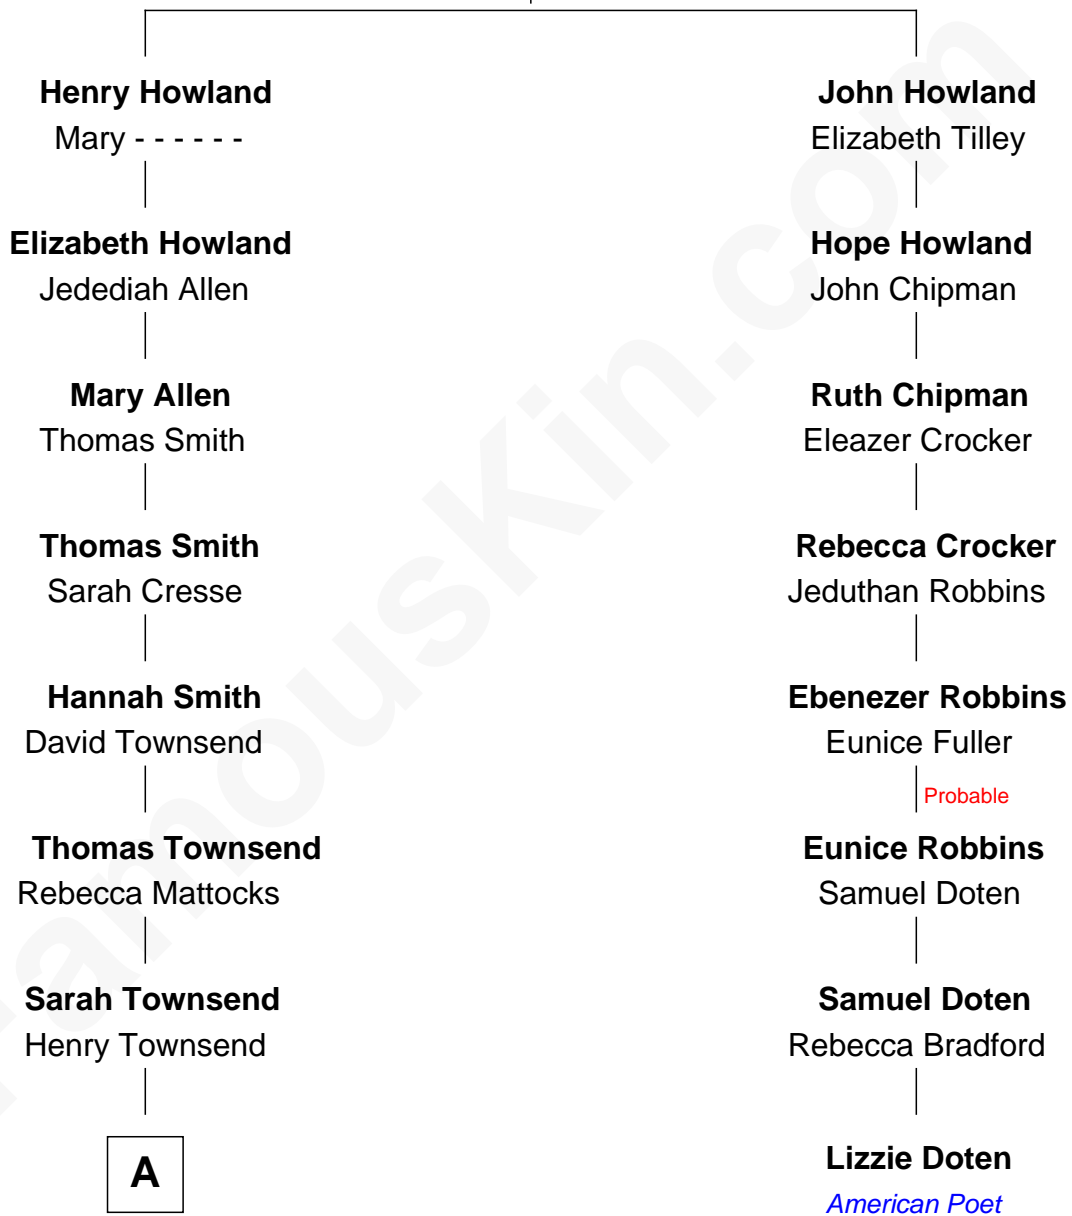 Henry Howland
Mary - - - - - -
Elizabeth Howland
Jedediah Allen
Mary Allen
Thomas Smith
Thomas Smith
Sarah Cresse
Hannah Smith
David Townsend
Thomas Townsend
Rebecca Mattocks
Sarah Townsend
Henry Townsend
A
John Howland
Elizabeth Tilley
Hope Howland
John Chipman
Ruth Chipman
Eleazer Crocker
Rebecca Crocker
Jeduthan Robbins
Ebenezer Robbins
Eunice Fuller
Probable
Eunice Robbins
Samuel Doten
Samuel Doten
Rebecca Bradford
Lizzie Doten
American Poet
FamousKin.com